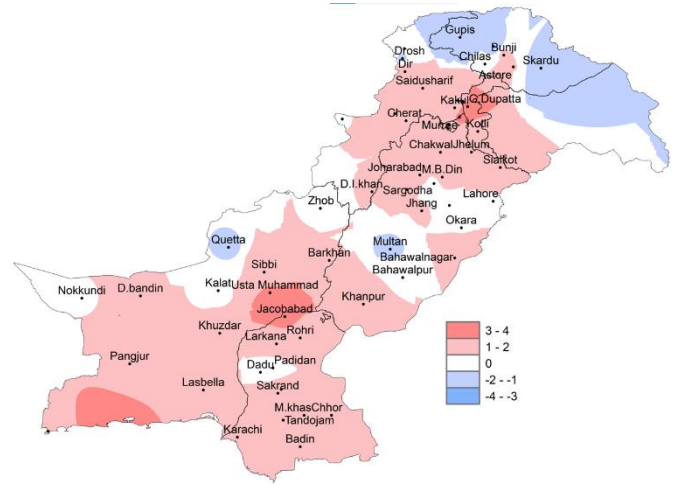 Gupis
Drosh
Bunji
Chilas
Skardu
Dir
Astore
Saidusharif
Kakul
G.Dupatta
Gherat
Murree
Kotli
Chakwal
Jhelum
Sialkot
Joharabad
M.B.Din
D.I.khan
Sargodha
Zhob
Jhang
Lahore
Okara
Quetta
Multan
Barkhan
Bahawalnagar
Sibbi
Bahawalpur
Nokkundi
D.bandin
Kalat
Usta Muhammad
Khanpur
Jacobabad
Khuzdar
Larkana
Rohri
3 - 4
1 - 2
0
-2 - -1
-4 - -3
Pangjur
Dadu
Padidan
Lasbella
Sakrand
M.khas
Chhor
Tandojam
Karachi
Badin